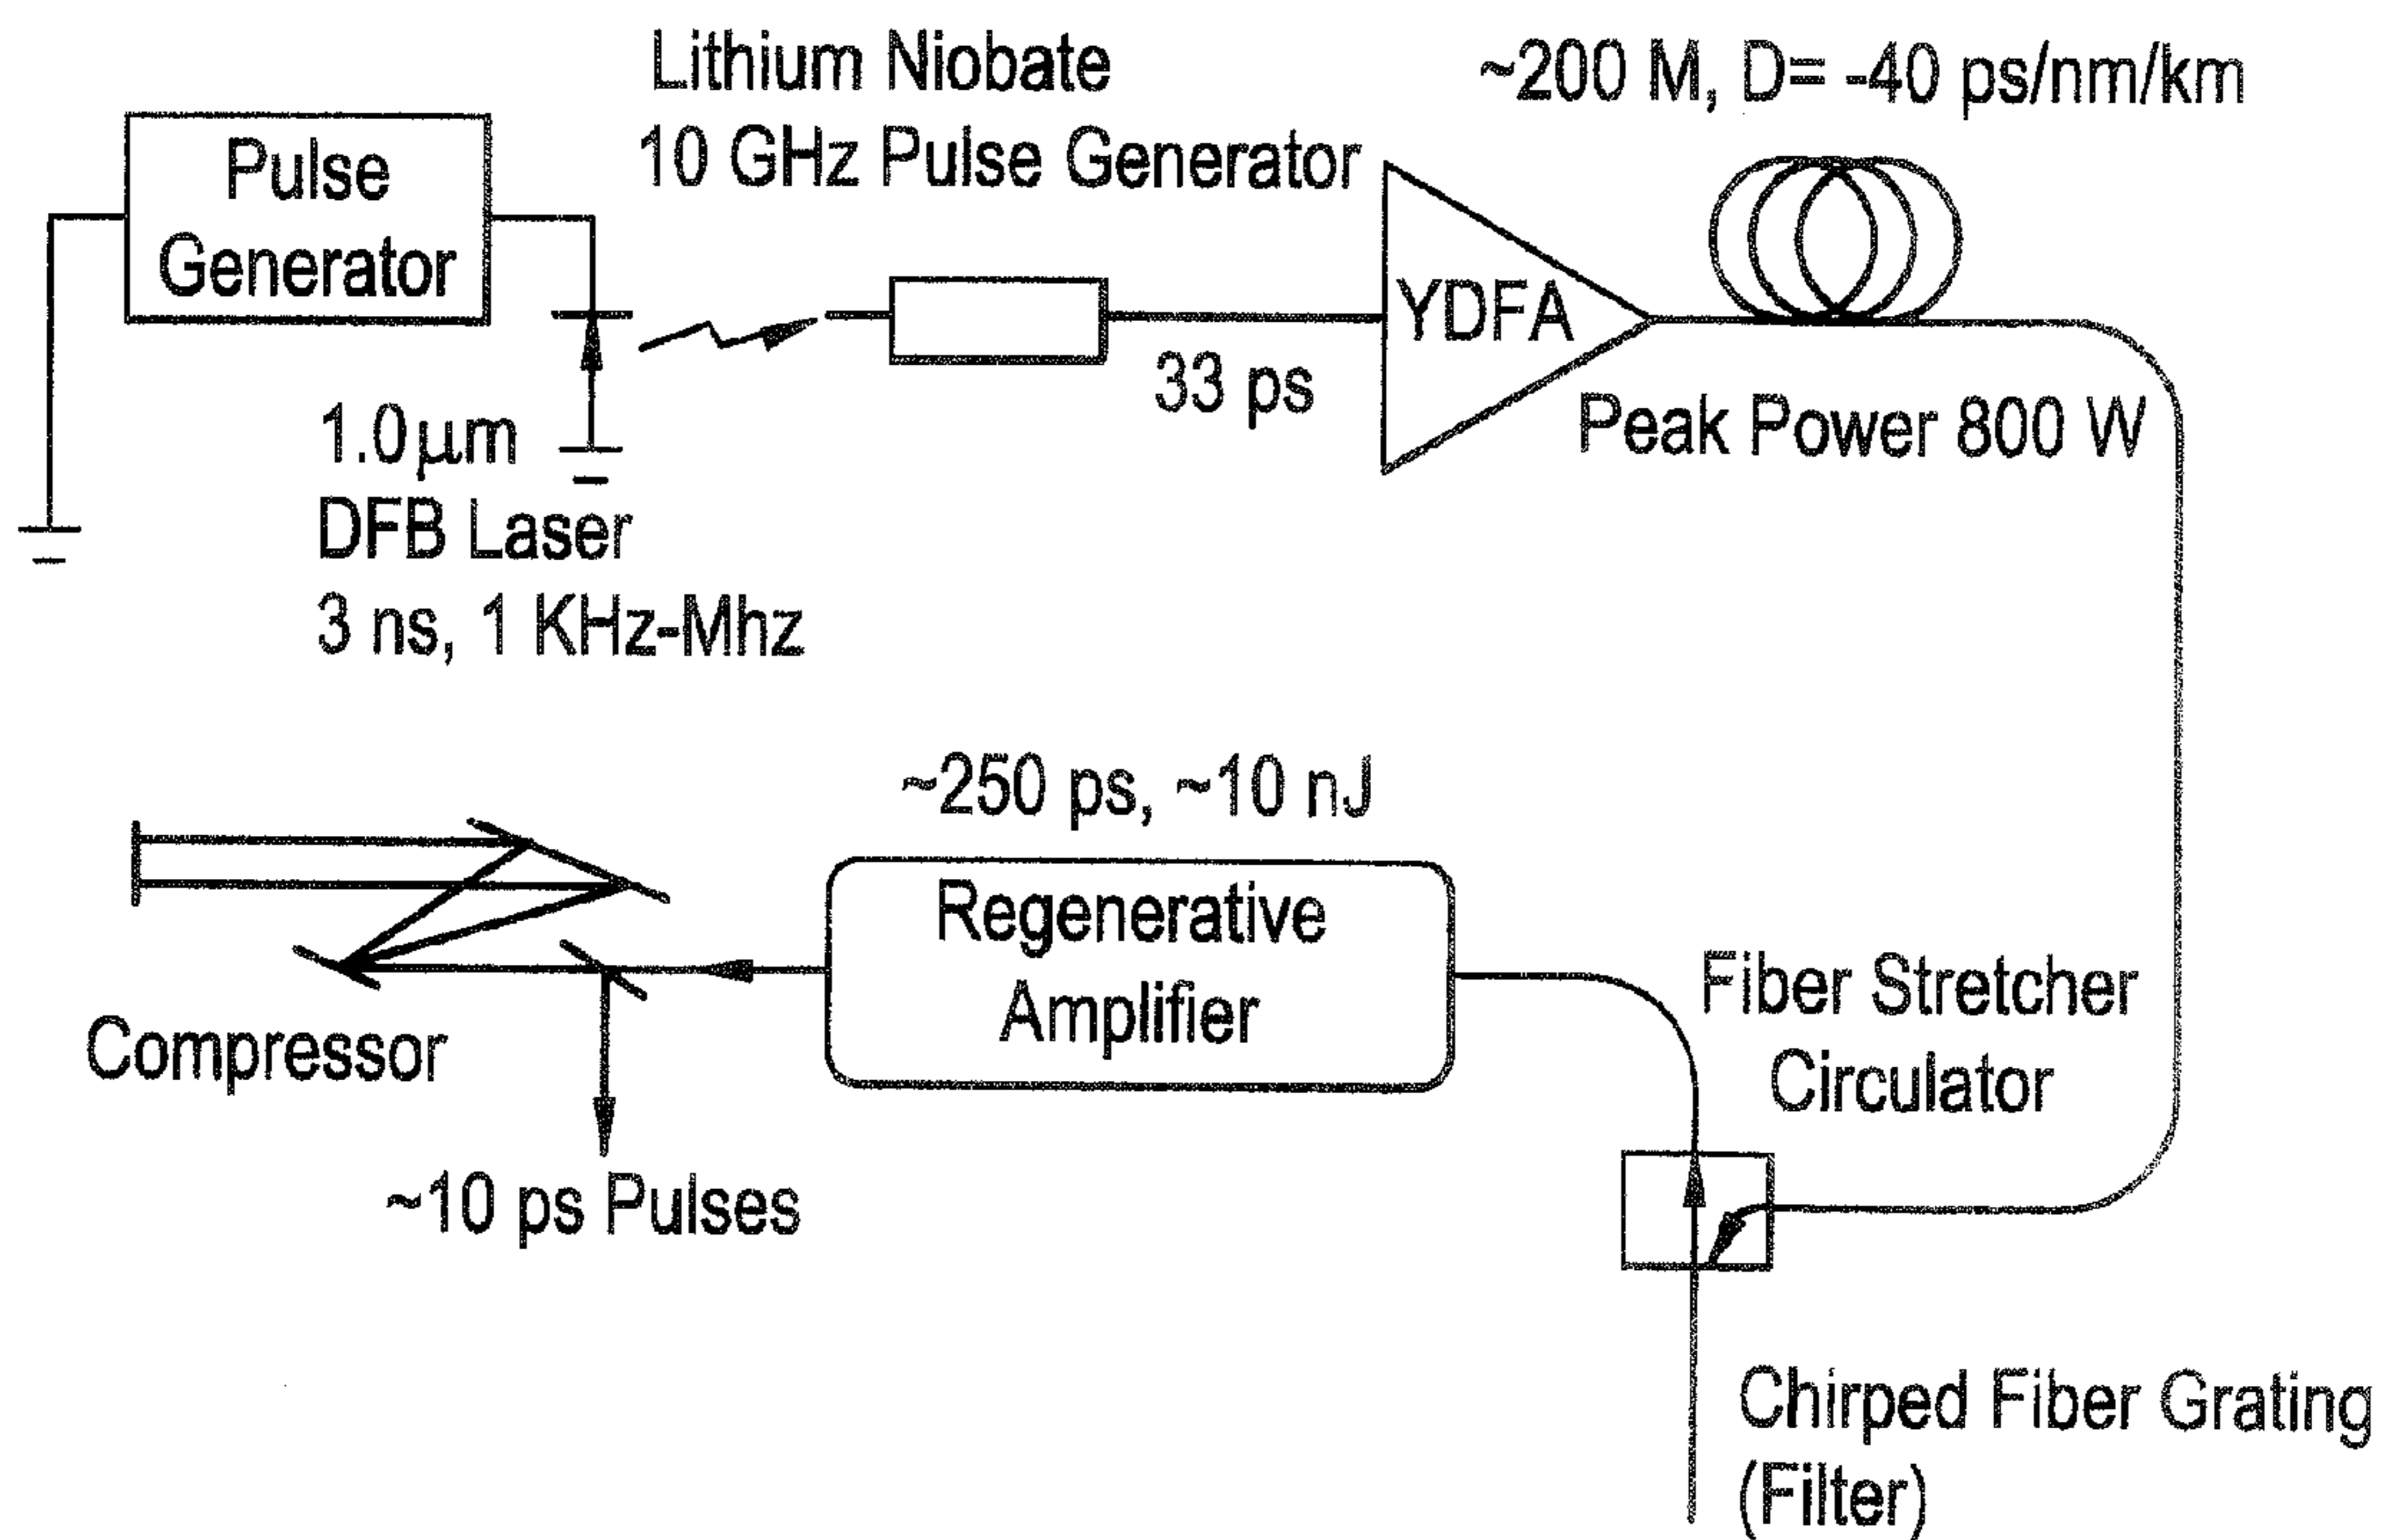 Lithium Niobate
10 GHz Pulse Generator
~200 M, D= -40 ps/nm/km
Pulse
Generator
YDFA
33 ps
Peak Power 800 W
1.0µm
DFB Laser
3 ns, 1 KHz-Mhz
~250 ps, ~10 nJ
Regenerative
Amplifier
Fiber Stretcher
Circulator
Compressor
~10 ps Pulses
Chirped Fiber Grating
(Filter)